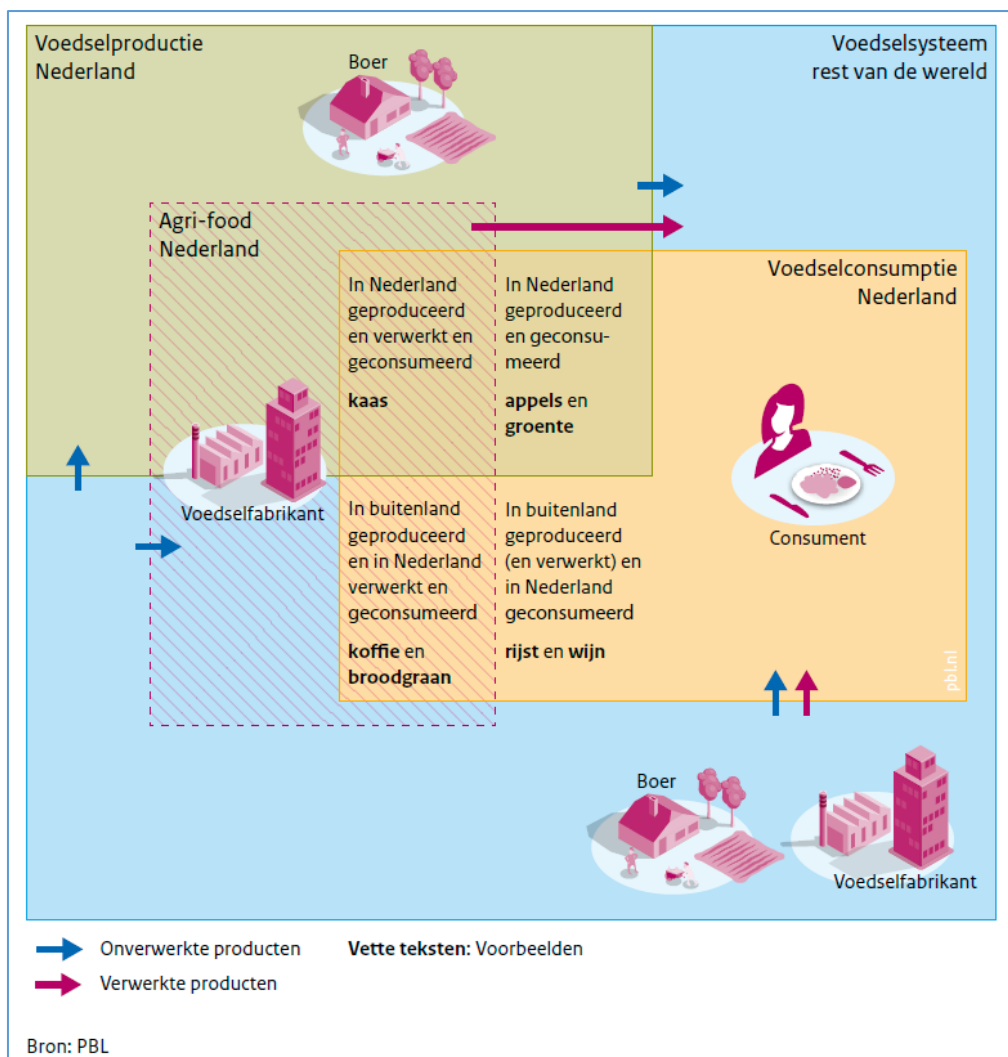 Voedselproductie
Nederland
Boer
Voedselsysteem
rest van de wereld
Agri-food
Nederland
Voedselconsumptie
Nederland
In Nederland
geproduceerd
en verwerkt en
geconsumeerd
kaas
In Nederland
geproduceerd
en geconsu-
meerd
appels en
groente
Voedselfabrikant
Consument
In buitenland
geproduceerd
en in Nederland
verwerkt en
geconsumeerd
koffie en
broodgraan
In buitenland
geproduceerd
(en verwerkt) en
in Nederland
geconsumeerd
rijst en wijn
pbl.nl
Boer
Voedselfabrikant
Onverwerkte producten
Vette teksten: Voorbeelden
Verwerkte producten
Bron: PBL